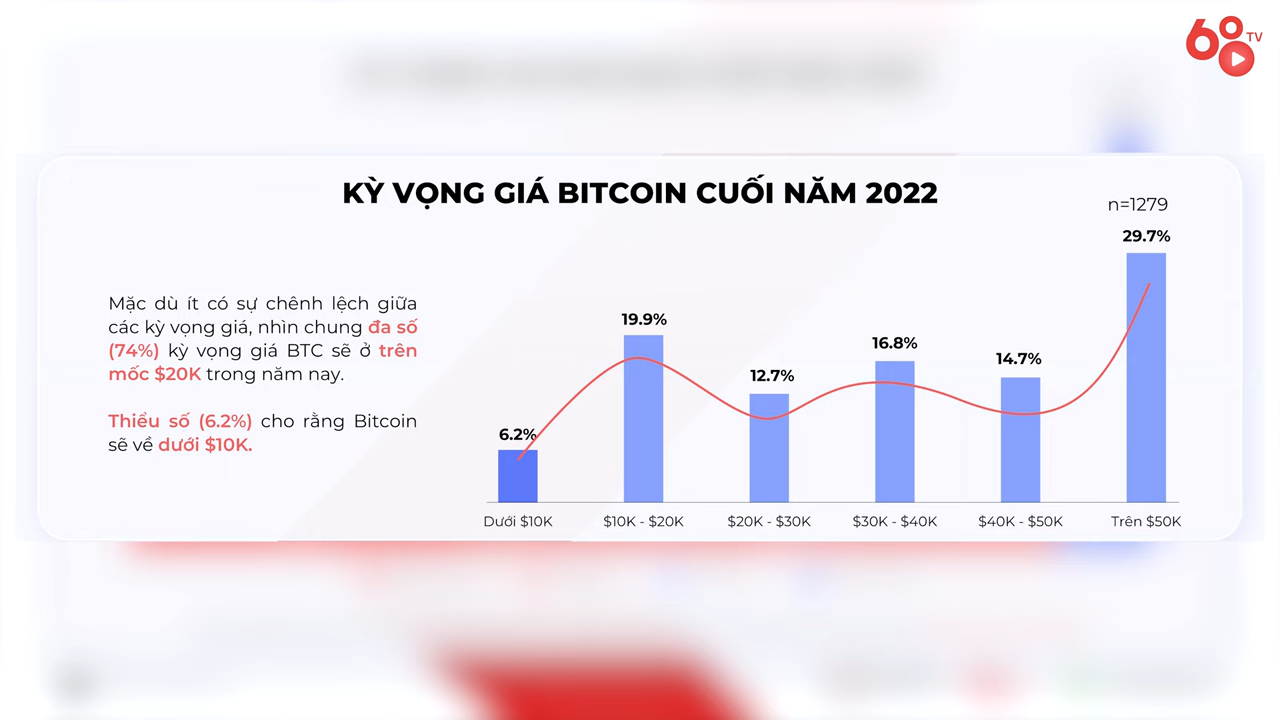 68 TV
KỲ VỌNG GIÁ BITCOIN CUỐI NĂM 2022
n=1279
Mặc dù ít có sự chênh lệch giữa
các kỳ vọng giá, nhìn chung đa số
(74%) kỳ vọng giá BTC sẽ ở trên
mốc $20K trong năm nay.
Thiểu số (6.2%) cho rằng Bitcoin
sẽ về dưới $10K.
6.2%
19.9%
12.7%
16.8%
14.7%
29.7%
Dưới $10K
$10K - $20K
$20K - $30K
$30K - $40K
$40K - $50K
Trên $50K